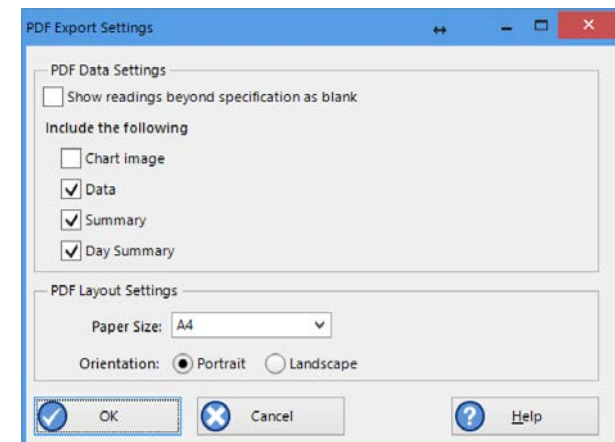 PDF Export Settings
PDF Data Settings
Show readings beyond specification as blank
Include the following
Chart image
Data
Summary
Day Summary
PDF Layout Settings
Paper Size: A4
Orientation: Portrait Landscape
OK Cancel Help